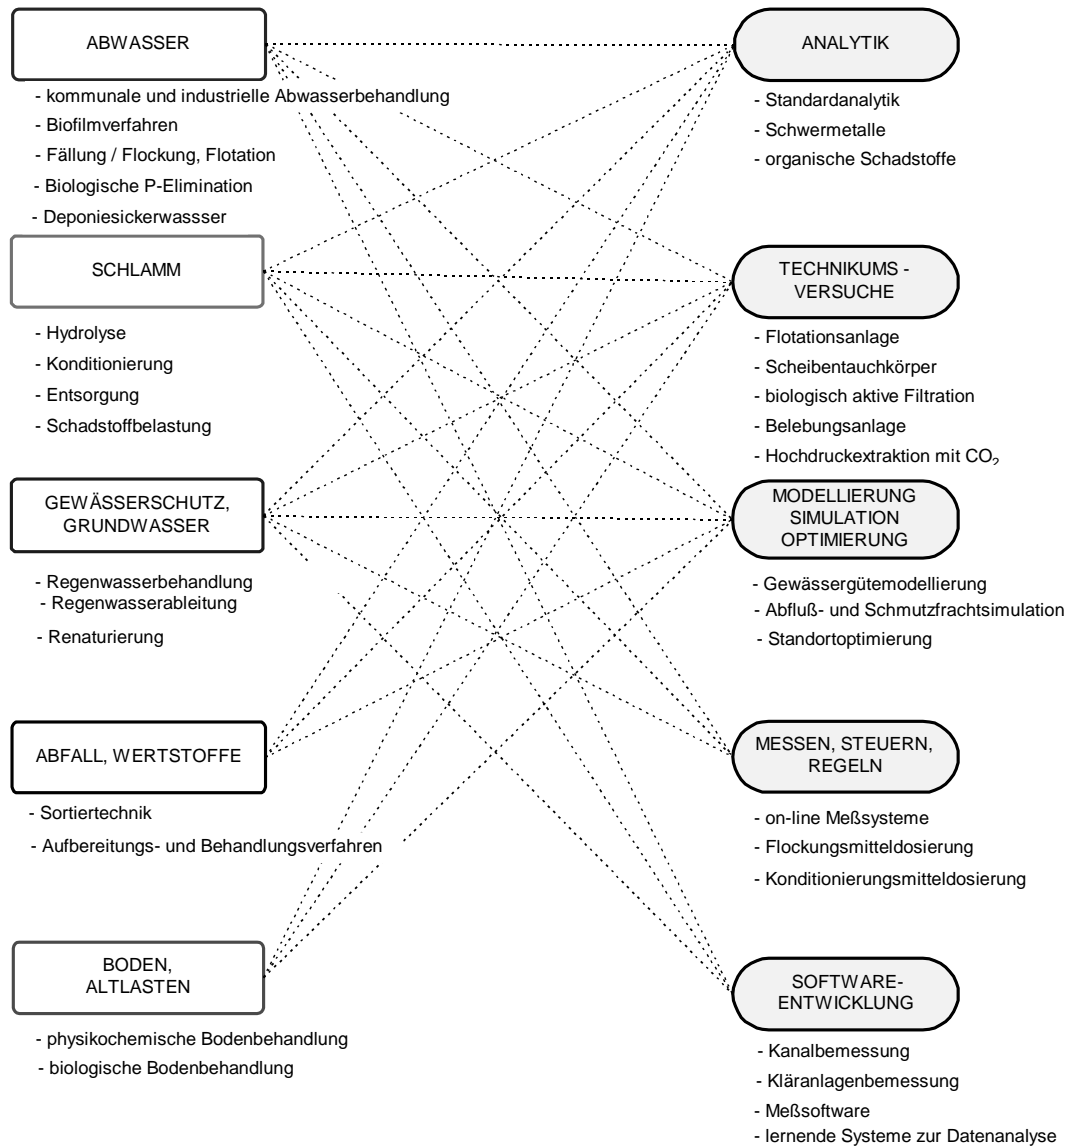 ABWASSER
- kommunale und industrielle Abwasserbehandlung
- Biofilmverfahren
- Fällung / Flockung, Flotation
- Biologische P-Elimination
- Deponiesickerwassser
SCHLAMM
- Hydrolyse
- Konditionierung
- Entsorgung
- Schadstoffbelastung
GEWÄSSERSCHUTZ,
GRUNDWASSER
- Regenwasserbehandlung
- Regenwasserableitung
- Renaturierung
ABFALL, WERTSTOFFE
- Sortiertechnik
- Aufbereitungs- und Behandlungsverfahren
BODEN,
ALTLASTEN
- physikochemische Bodenbehandlung
- biologische Bodenbehandlung
ANALYTIK
- Standardanalytik
- Schwermetalle
- organische Schadstoffe
TECHNIKUMS -
VERSUCHE
- Flotationsanlage
- Scheibentauchkörper
- biologisch aktive Filtration
- Belebungsanlage
- Hochdruckextraktion mit CO₂
MODELLIERUNG
SIMULATION
OPTIMIERUNG
- Gewässergütemodellierung
- Abfluß- und Schmutzfrachtsimulation
- Standortoptimierung
MESSEN, STEUERN,
REGELN
- on-line Meßsysteme
- Flockungsmitteldosierung
- Konditionierungsmitteldosierung
SOFTWARE-
ENTWICKLUNG
- Kanalbemessung
- Kläranlagenbemessung
- Meßsoftware
- lernende Systeme zur Datenanalyse